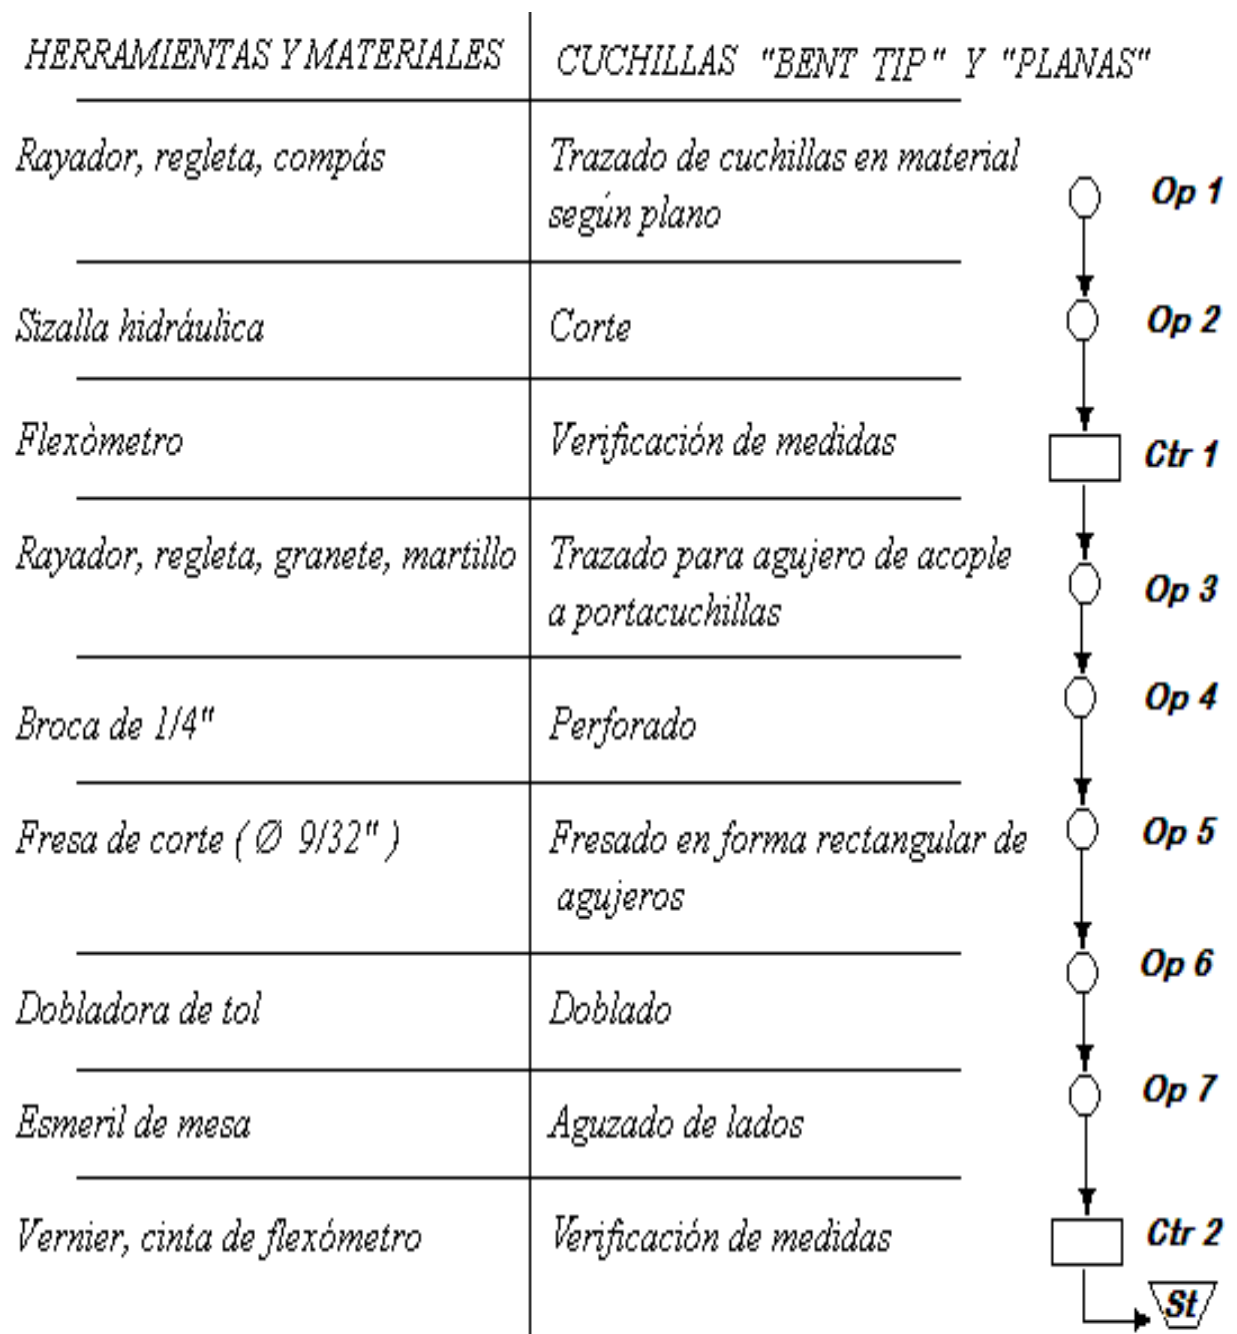 HERRAMIENTAS Y MATERIALES
CUCHILLAS "BENT TIP" Y "PLANAS"
Rayador, regleta, compás
Trazado de cuchillas en material
según plano
Op 1
Sizalla hidráulica
Corte
Op 2
Flexòmetro
Verificación de medidas
Ctr 1
Rayador, regleta, granete, martillo
Trazado para agujero de acople
a portacuchillas
Op 3
Broca de 1/4"
Perforado
Op 4
Fresa de corte ( Ø 9/32" )
Fresado en forma rectangular de
agujeros
Op 5
Dobladora de tol
Doblado
Op 6
Esmeril de mesa
Aguzado de lados
Op 7
Vernier, cinta de flexómetro
Verificación de medidas
Ctr 2
St